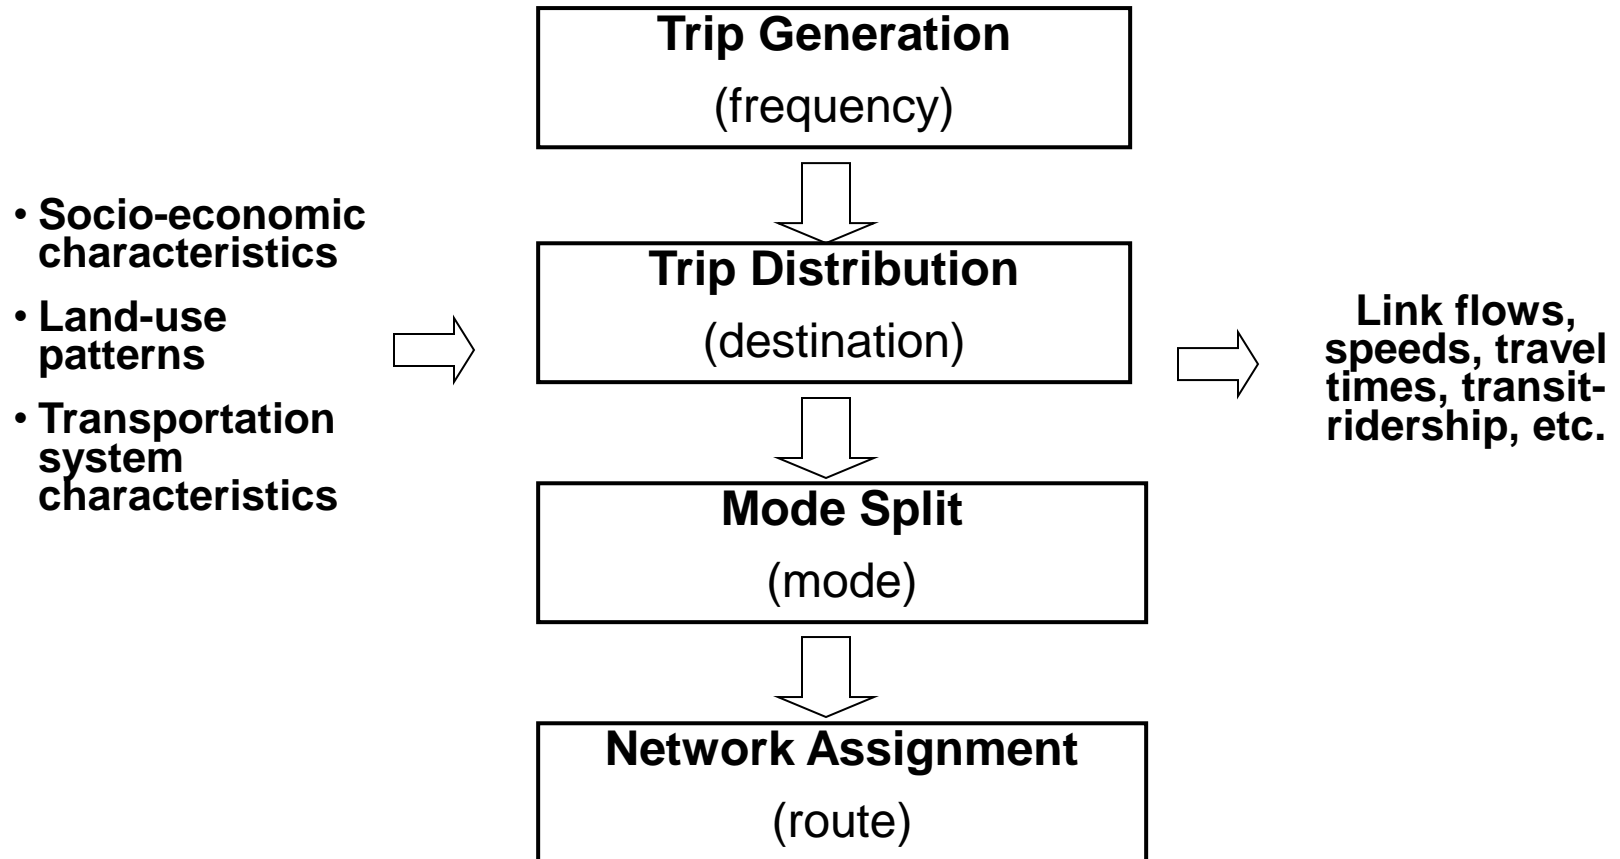 Trip Generation
(frequency)
• Socio-economic
characteristics
• Land-use
patterns
• Transportation
system
characteristics
Trip Distribution
(destination)
Link flows,
speeds, travel
times, transit-
ridership, etc.
Mode Split
(mode)
Network Assignment
(route)